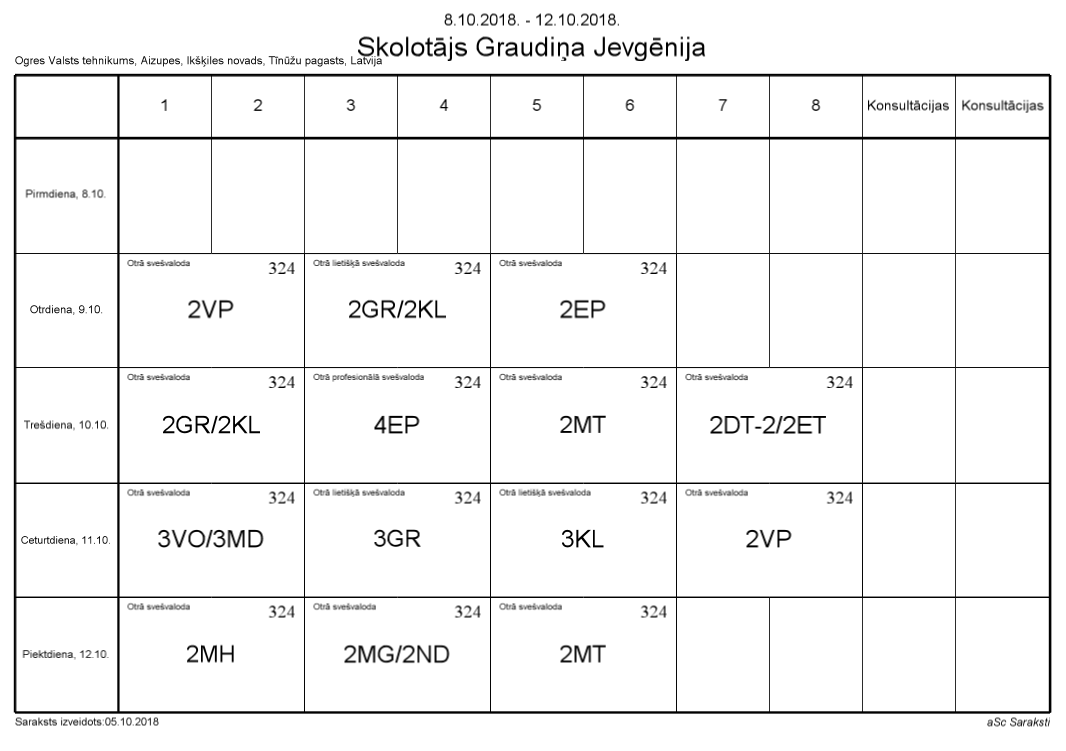 8.10.2018. - 12.10.2018.
Skolotājs Graudiņa Jevgēnija
Ogres Valsts tehnikums, Aizupes, Ikšķiles novads, Tīnūžu pagasts, Latvija
1 2 3 4 5 6 7 8 Konsultācijas Konsultācijas
Pirmdiena, 8.10.
Otrā svešvaloda 324 Otrā lietišķā svešvaloda 324 Otrā svešvaloda 324
Otrdiena, 9.10. 2VP 2GR/2KL 2EP
Otrā svešvaloda 324 Otrā profesionālā svešvaloda 324 Otrā svešvaloda 324 Otrā svešvaloda 324
Trešdiena, 10.10. 2GR/2KL 4EP 2MT 2DT-2/2ET
Otrā svešvaloda 324 Otrā lietišķā svešvaloda 324 Otrā lietišķā svešvaloda 324 Otrā svešvaloda 324
Ceturtdiena, 11.10. 3VO/3MD 3GR 3KL 2VP
Otrā svešvaloda 324 Otrā svešvaloda 324 Otrā svešvaloda 324
Piektdiena, 12.10. 2MH 2MG/2ND 2MT
Saraksts izveidots:05.10.2018 aSc Saraksti